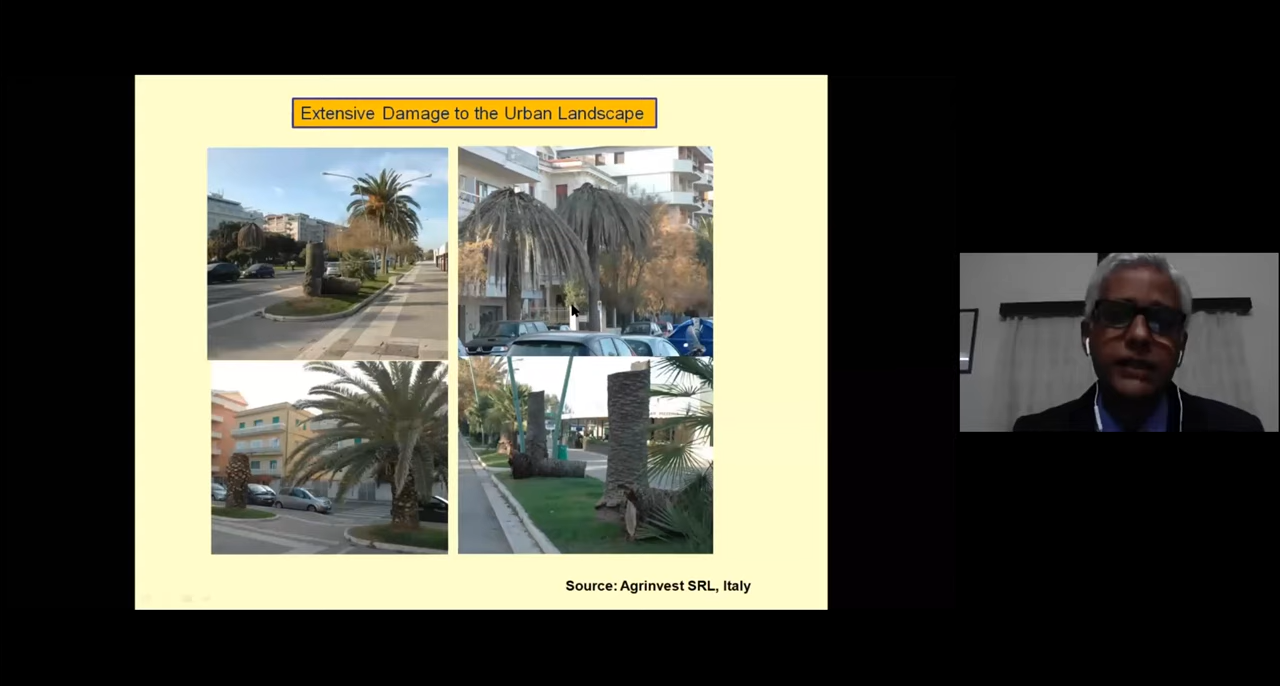 Extensive Damage to the Urban Landscape
Source: Agrinvest SRL, Italy